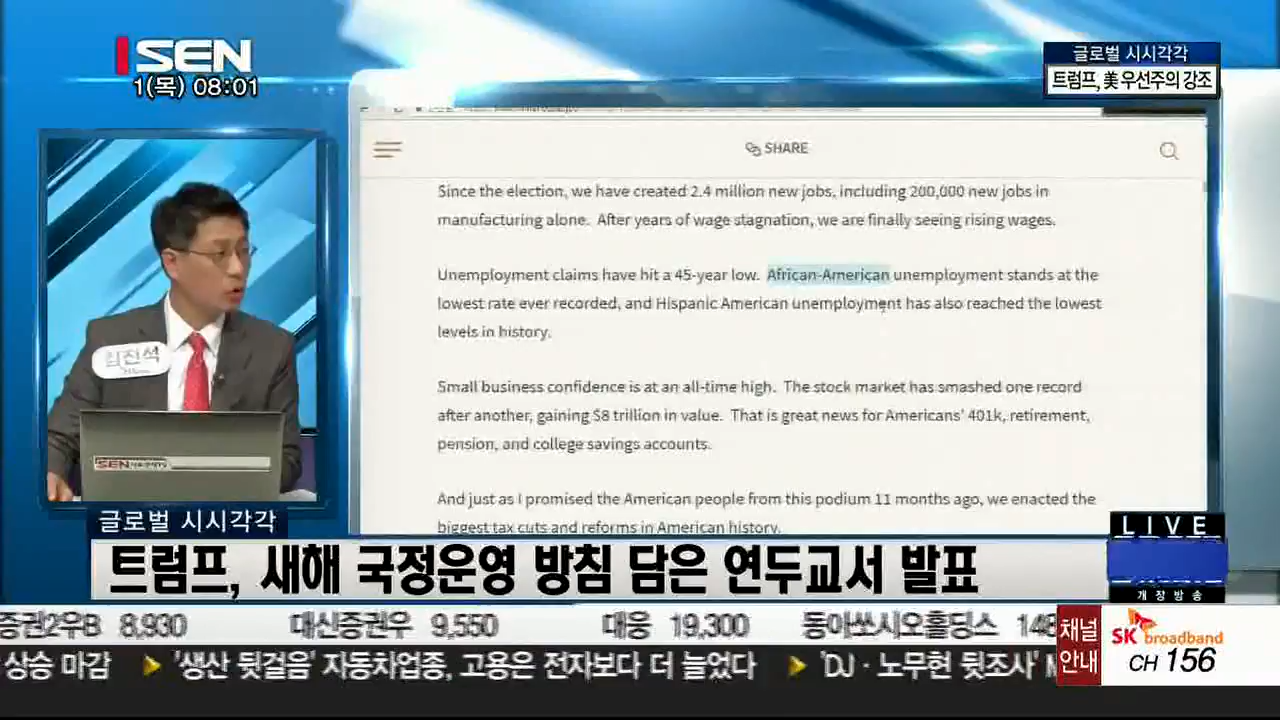 SEN
1(목) 08:01
글로벌 시시각각
트럼프, 美 우선주의 강조
SHARE
Since the election, we have created 2.4 million new jobs, including 200,000 new jobs in
manufacturing alone. After years of wage stagnation, we are finally seeing rising wages.
Unemployment claims have hit a 45-year low. African-American unemployment stands at the
lowest rate ever recorded, and Hispanic American unemployment has also reached the lowest
levels in history.
Small business confidence is at an all-time high. The stock market has smashed one record
after another, gaining $8 trillion in value. That is great news for Americans' 401k, retirement,
pension, and college savings accounts.
And just as I promised the American people from this podium 11 months ago, we enacted the
biggest tax cuts and reforms in American history.
김진석
SEN
글로벌 시시각각
트럼프, 새해 국정운영 방침 담은 연두교서 발표
LIVE
개장방송
증권2우B 8,930 대신증권우 9,550 대웅 19,300 동아쏘시오홀딩스 148
상승 마감 '생산 뒷걸음' 자동차업종, 고용은 전자보다 더 늘었다 'DJ·노무현 뒷조사'
채널
안내
SK broadband
CH 156